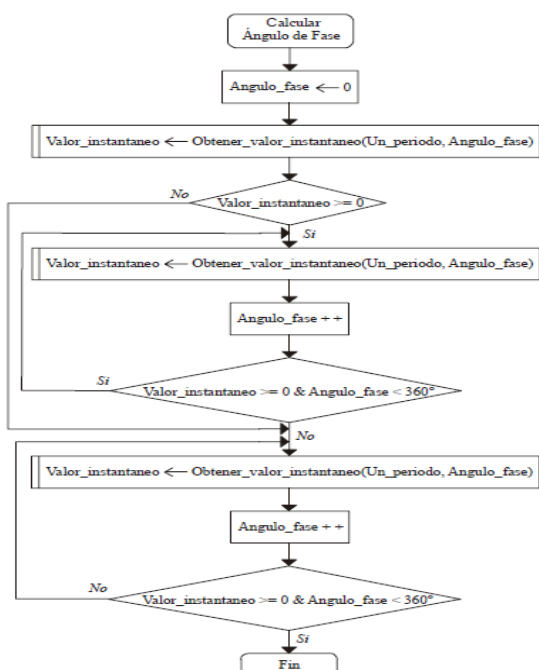 Calcular
Ángulo de Fase
Angulo_fase ← 0
Valor_instantaneo ← Obtener_valor_instantaneo(Un_periodo, Angulo_fase)
No
Valor_instantaneo >= 0
Si
Valor_instantaneo ← Obtener_valor_instantaneo(Un_periodo, Angulo_fase)
Angulo_fase + +
Si
Valor_instantaneo >= 0 & Angulo_fase < 360°
No
Valor_instantaneo ← Obtener_valor_instantaneo(Un_periodo, Angulo_fase)
Angulo_fase + +
No
Valor_instantaneo >= 0 & Angulo_fase < 360°
Si
Fin